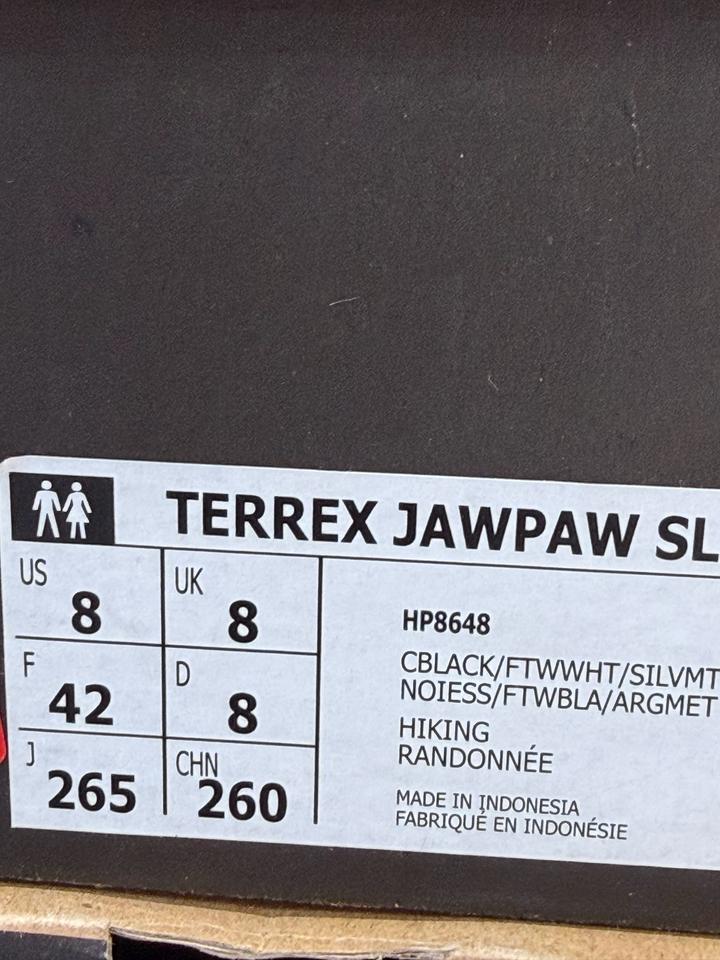 TERREX JAWPAW SL
US 8 UK 8
F 42 D 8
J 265 CHN 260
HP8648
CBLACK/FTWWHT/SILVMT
NOIESS/FTWBLA/ARGMET
HIKING
RANDONNÉE
MADE IN INDONESIA
FABRIQUÉ EN INDONÉSIE